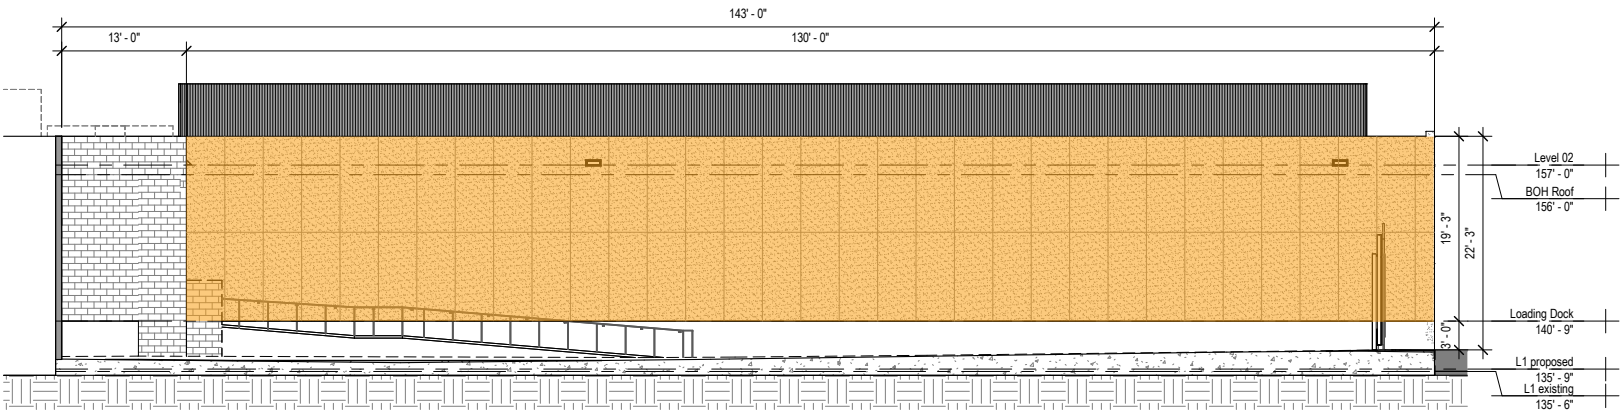 143' - 0"
13' - 0"
130' - 0"
Level 02
157' - 0"
BOH Roof
156' - 0"
19' - 3"
22' - 3"
Loading Dock
140' - 9"
3' - 0"
L1 proposed
135' - 9"
L1 existing
135' - 6"